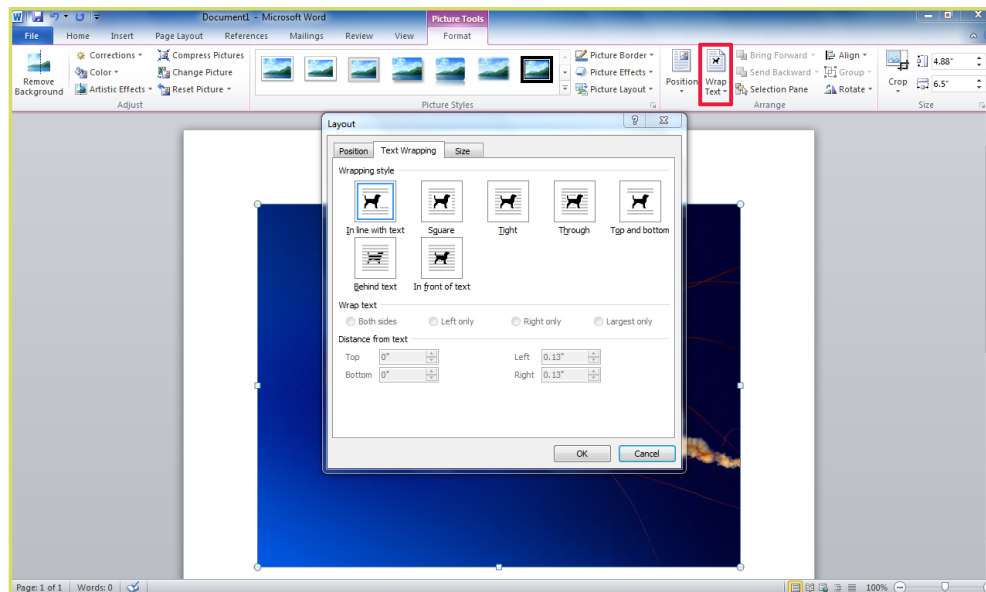 Document1 - Microsoft Word
Picture Tools
File Home Insert Page Layout References Mailings Review View Format
Remove Background
Corrections
Color
Artistic Effects
Compress Pictures
Change Picture
Reset Picture
Adjust
Picture Styles
Picture Border
Picture Effects
Picture Layout
Position
Wrap Text
Bring Forward
Send Backward
Selection Pane
Align
Group
Rotate
Arrange
Crop
4.88"
6.5"
Size
Layout
Position Text Wrapping Size
Wrapping style
In line with text Square Tight Through Top and bottom
Behind text In front of text
Wrap text
Both sides Left only Right only Largest only
Distance from text
Top 0" Left 0.13"
Bottom 0" Right 0.13"
OK Cancel
Page: 1 of 1 Words: 0 100%